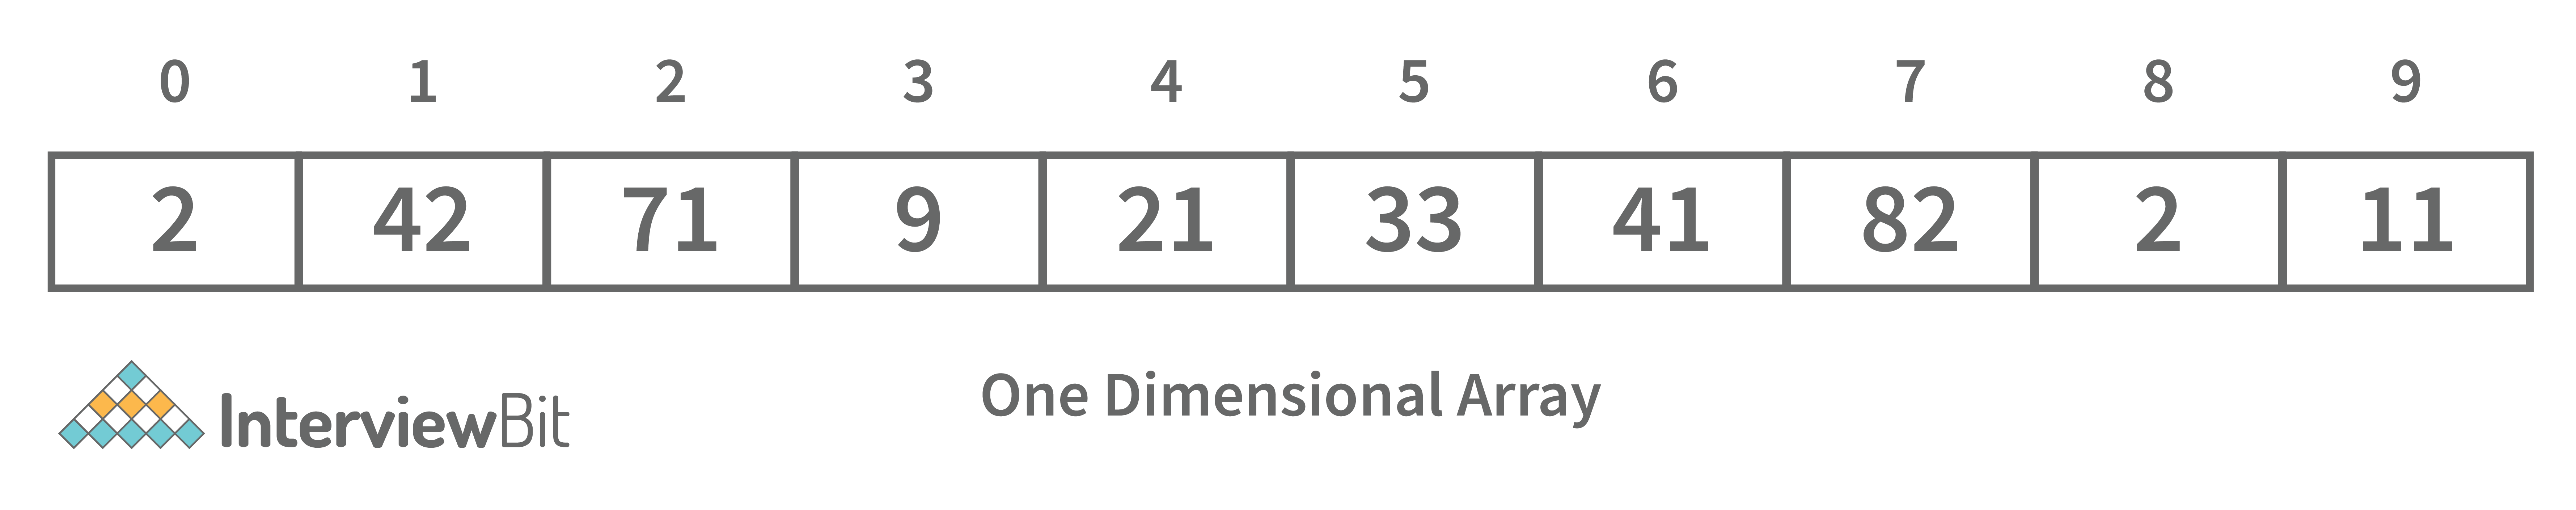 0 1 2 3 4 5 6 7 8 9
2 42 71 9 21 33 41 82 2 11
One Dimensional Array
InterviewBit